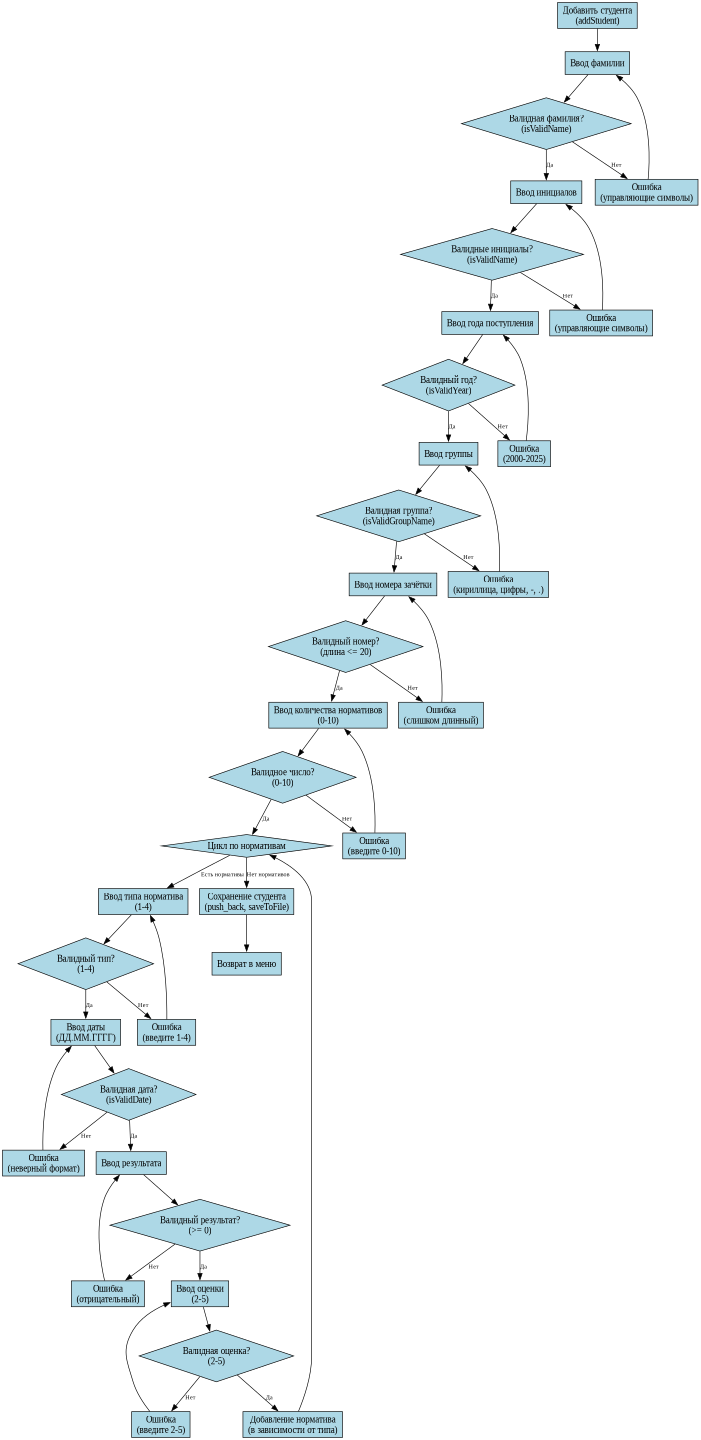 Добавить студента
(addStudent)
Ввод фамилии
Валидная фамилия?
(isValidName)
Да
Нет
Ввод инициалов
Ошибка
(управляющие символы)
Валидные инициалы?
(isValidName)
Да
Нет
Ввод года поступления
Ошибка
(управляющие символы)
Валидный год?
(isValidYear)
Да
Нет
Ввод группы
Ошибка
(2000-2025)
Валидная группа?
(isValidGroupName)
Да
Нет
Ввод номера зачётки
Ошибка
(кириллица, цифры, -, .)
Валидный номер?
(длина <= 20)
Да
Нет
Ввод количества нормативов
(0-10)
Ошибка
(слишком длинный)
Валидное число?
(0-10)
Да
Нет
Цикл по нормативам
Ошибка
(введите 0-10)
Есть нормативы
Нет нормативов
Ввод типа норматива
(1-4)
Сохранение студента
(push_back, saveToFile)
Валидный тип?
(1-4)
Возврат в меню
Да
Нет
Ввод даты
(ДД.ММ.ГГГГ)
Ошибка
(введите 1-4)
Валидная дата?
(isValidDate)
Нет
Да
Ошибка
(неверный формат)
Ввод результата
Валидный результат?
(>= 0)
Нет
Да
Ошибка
(отрицательный)
Ввод оценки
(2-5)
Валидная оценка?
(2-5)
Нет
Да
Ошибка
(введите 2-5)
Добавление норматива
(в зависимости от типа)